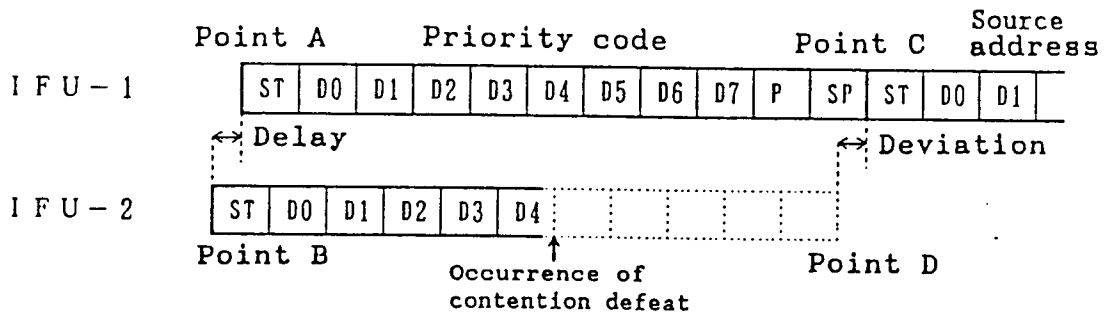 Point A Priority code Point C Source address
IFU-1 ST D0 D1 D2 D3 D4 D5 D6 D7 P SP ST D0 D1
Delay Deviation
IFU-2 ST D0 D1 D2 D3 D4
Point B Point D
Occurrence of
contention defeat